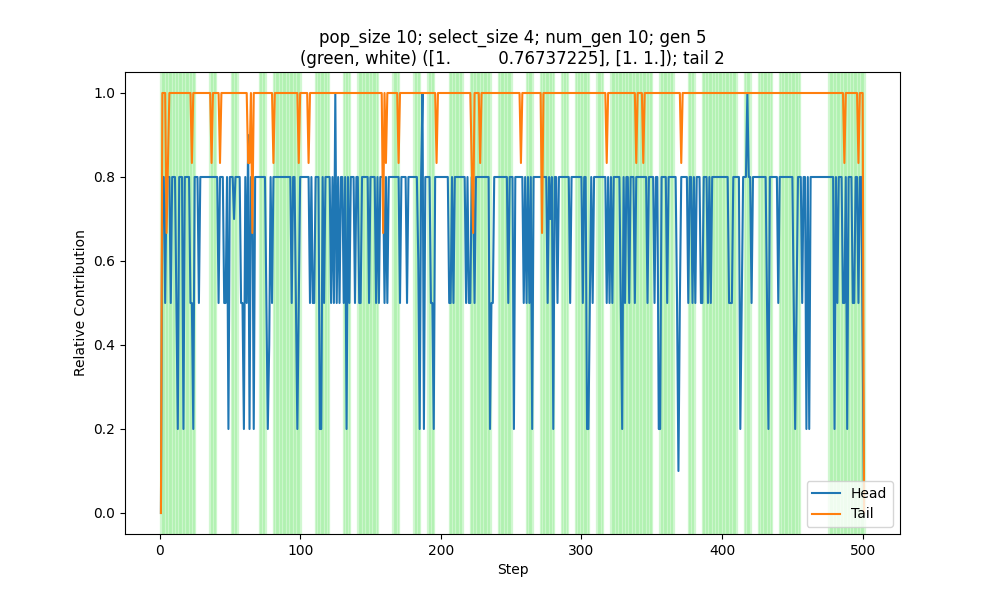 pop_size 10; select_size 4; num_gen 10; gen 5
(green, white) ([1.         0.76737225], [1. 1.]); tail 2
1.0
0.8
0.6
0.4
0.2
0.0
Relative Contribution
Head
Tail
0
100
200
300
400
500
Step